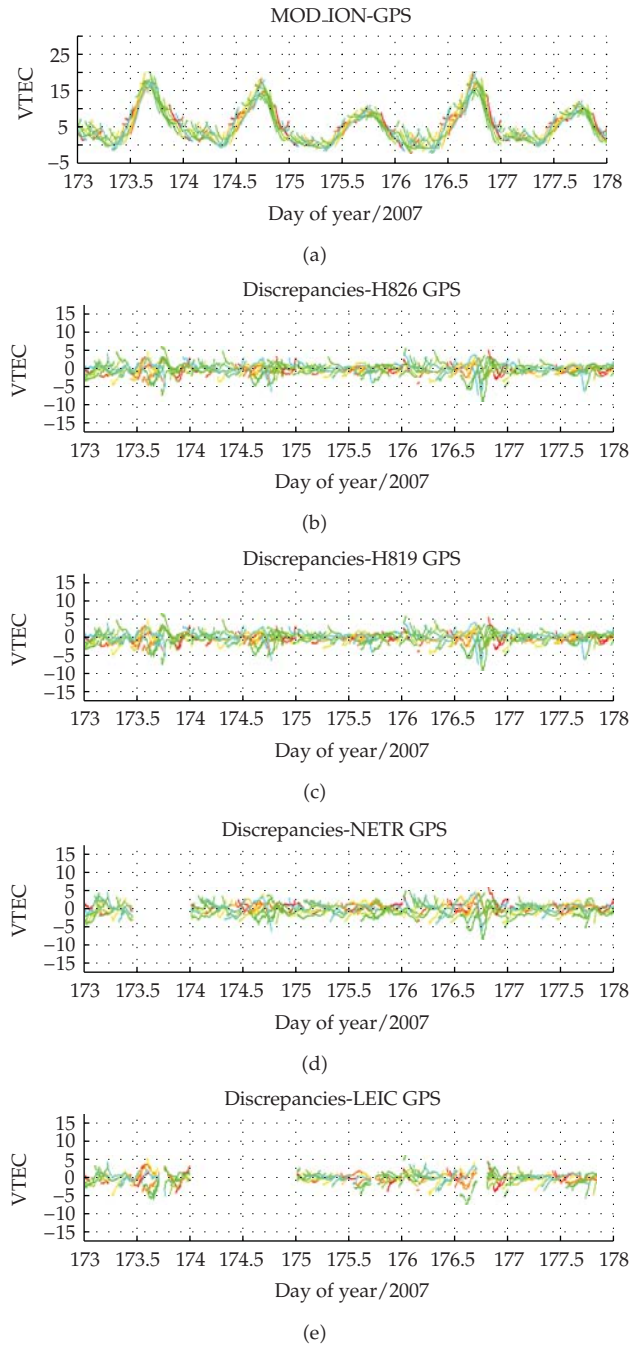 MOD_ION-GPS
VTEC
25
15
5
−5
173 173.5 174 174.5 175 175.5 176 176.5 177 177.5 178
Day of year/2007
(a)
Discrepancies-H826 GPS
VTEC
15
10
5
0
−5
−10
−15
173 173.5 174 174.5 175 175.5 176 176.5 177 177.5 178
Day of year/2007
(b)
Discrepancies-H819 GPS
VTEC
15
10
5
0
−5
−10
−15
173 173.5 174 174.5 175 175.5 176 176.5 177 177.5 178
Day of year/2007
(c)
Discrepancies-NETR GPS
VTEC
15
10
5
0
−5
−10
−15
173 173.5 174 174.5 175 175.5 176 176.5 177 177.5 178
Day of year/2007
(d)
Discrepancies-LEIC GPS
VTEC
15
10
5
0
−5
−10
−15
173 173.5 174 174.5 175 175.5 176 176.5 177 177.5 178
Day of year/2007
(e)